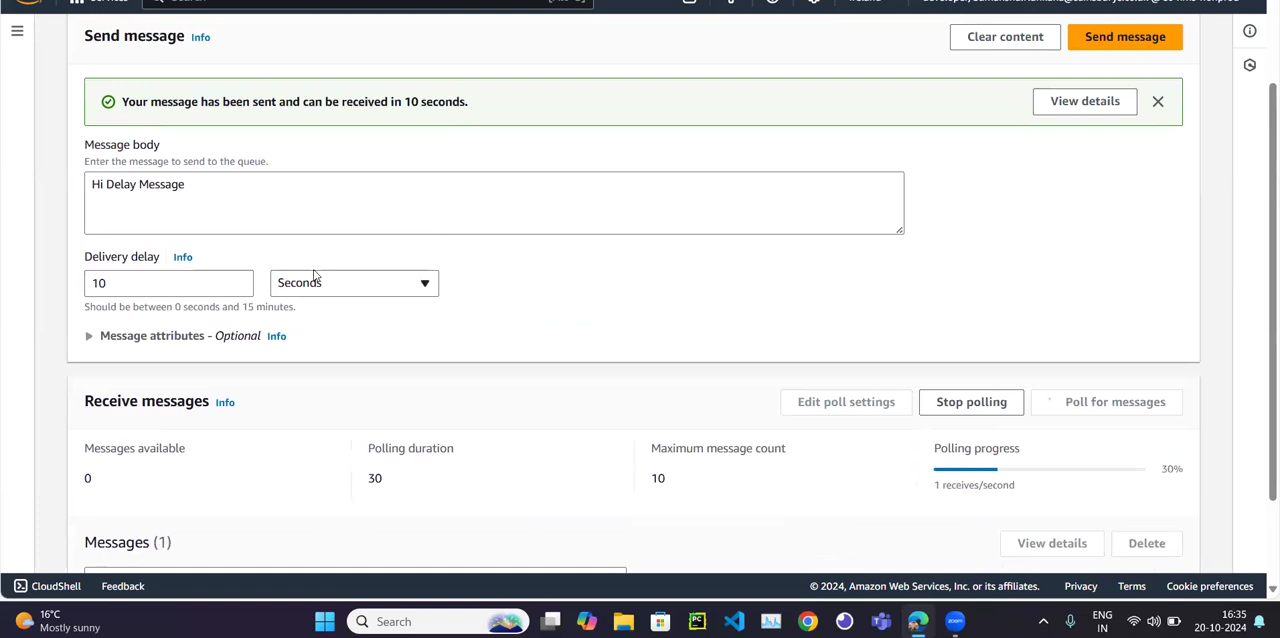 Send message Info Clear content Send message
Your message has been sent and can be received in 10 seconds. View details
Message body
Enter the message to send to the queue.
Hi Delay Message
Delivery delay Info
10 Seconds
Should be between 0 seconds and 15 minutes.
Message attributes - Optional Info
Receive messages Info Edit poll settings Stop polling Poll for messages
Messages available Polling duration Maximum message count Polling progress
0 30 10 30%
1 receives/second
Messages (1) View details Delete
CloudShell Feedback © 2024, Amazon Web Services, Inc. or its affiliates. Privacy Terms Cookie preferences
16°C
Mostly sunny
Search
PC
zoom
ENG
IN
16:35
20-10-2024